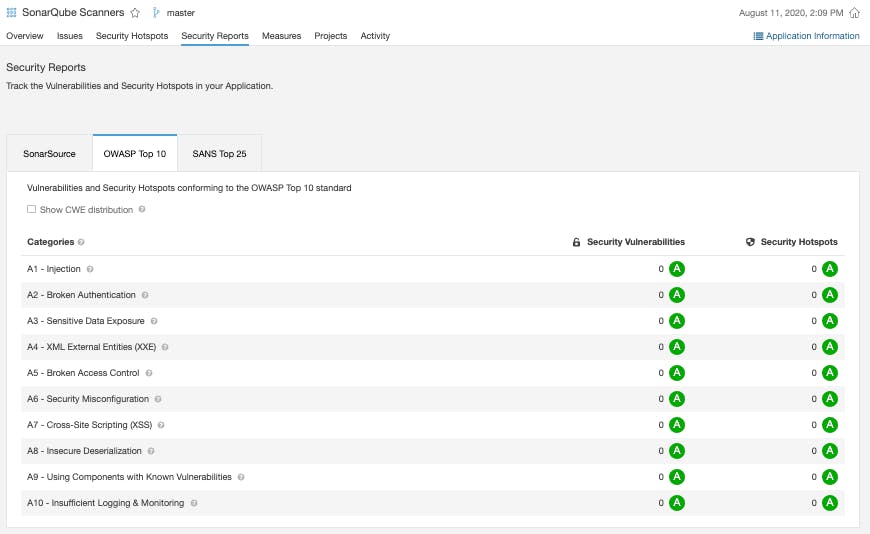 SonarQube Scanners master August 11, 2020, 2:09 PM
Overview Issues Security Hotspots Security Reports Measures Projects Activity Application Information
Security Reports
Track the Vulnerabilities and Security Hotspots in your Application.
SonarSource OWASP Top 10 SANS Top 25
Vulnerabilities and Security Hotspots conforming to the OWASP Top 10 standard
Show CWE distribution ?
Categories ? Security Vulnerabilities Security Hotspots
A1 - Injection ? 0 A 0 A
A2 - Broken Authentication ? 0 A 0 A
A3 - Sensitive Data Exposure ? 0 A 0 A
A4 - XML External Entities (XXE) ? 0 A 0 A
A5 - Broken Access Control ? 0 A 0 A
A6 - Security Misconfiguration ? 0 A 0 A
A7 - Cross-Site Scripting (XSS) ? 0 A 0 A
A8 - Insecure Deserialization ? 0 A 0 A
A9 - Using Components with Known Vulnerabilities ? 0 A 0 A
A10 - Insufficient Logging & Monitoring ? 0 A 0 A